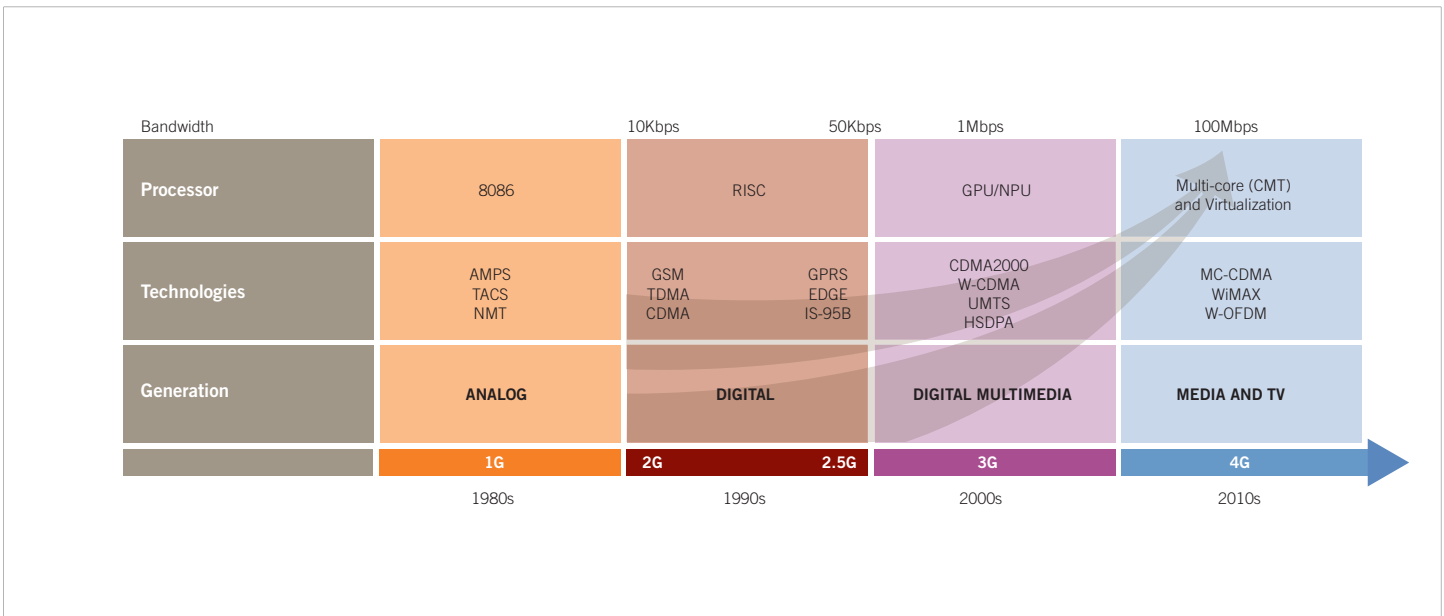 Bandwidth 10Kbps 50Kbps 1Mbps 100Mbps
Processor
8086
RISC
GPU/NPU
Multi-core (CMT)
and Virtualization
Technologies
AMPS
TACS
NMT
GSM
TDMA
CDMA
GPRS
EDGE
IS-95B
CDMA2000
W-CDMA
UMTS
HSDPA
MC-CDMA
WiMAX
W-OFDM
Generation
ANALOG
DIGITAL
DIGITAL MULTIMEDIA
MEDIA AND TV
1G 2G 2.5G 3G 4G
1980s 1990s 2000s 2010s